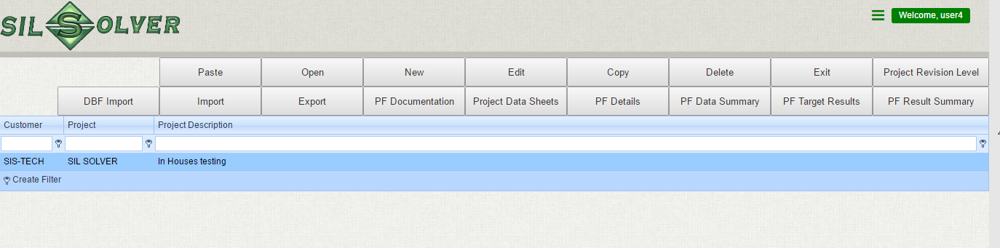 SIL SOLVER
Welcome, user4
Paste Open New Edit Copy Delete Exit Project Revision Level
DBF Import Import Export PF Documentation Project Data Sheets PF Details PF Data Summary PF Target Results PF Result Summary
Customer Project Project Description
SIS-TECH SIL SOLVER In Houses testing
Create Filter